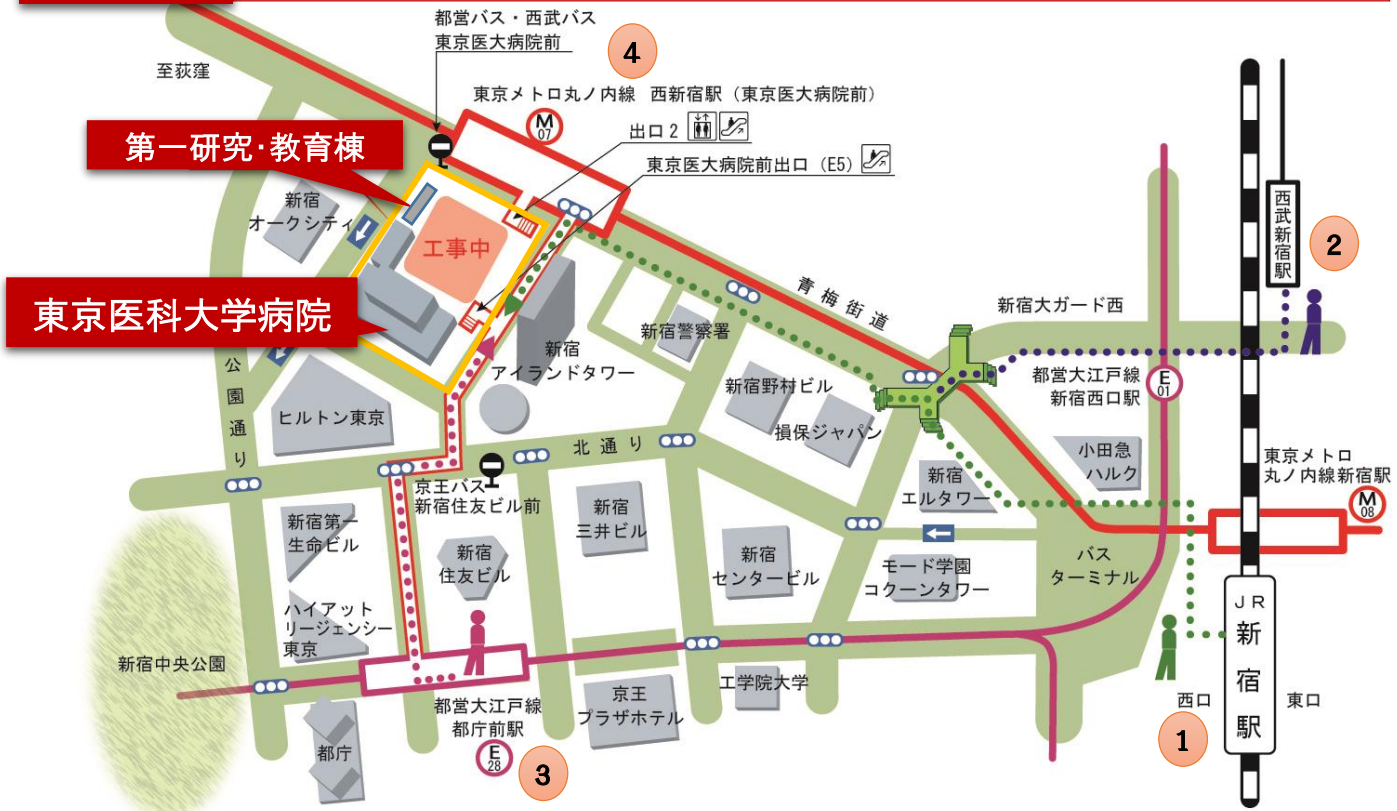 都営バス・西武バス
東京医大病院前
4
至荻窪
東京メトロ丸ノ内線 西新宿駅（東京医大病院前）
M
07
出口2
東京医大病院前出口（E5）
第一研究・教育棟
新宿
オークシティ
工事中
東京医科大学病院
青梅街道
西武新宿駅
2
新宿大ガード西
新宿警察署
新宿
アイランドタワー
都営大江戸線
新宿西口駅
E
01
公園通り
ヒルトン東京
新宿野村ビル
損保ジャパン
北通り
小田急
ハルク
東京メトロ
丸ノ内線新宿駅
M
08
京王バス
新宿住友ビル前
新宿
エルタワー
新宿第一
生命ビル
新宿
三井ビル
新宿
住友ビル
新宿
センタービル
モード学園
コクーンタワー
バス
ターミナル
ハイアット
リージェンシー
東京
新宿中央公園
JR
新宿駅
西口
東口
1
工学院大学
京王
プラザホテル
都営大江戸線
都庁前駅
E
28
3
都庁